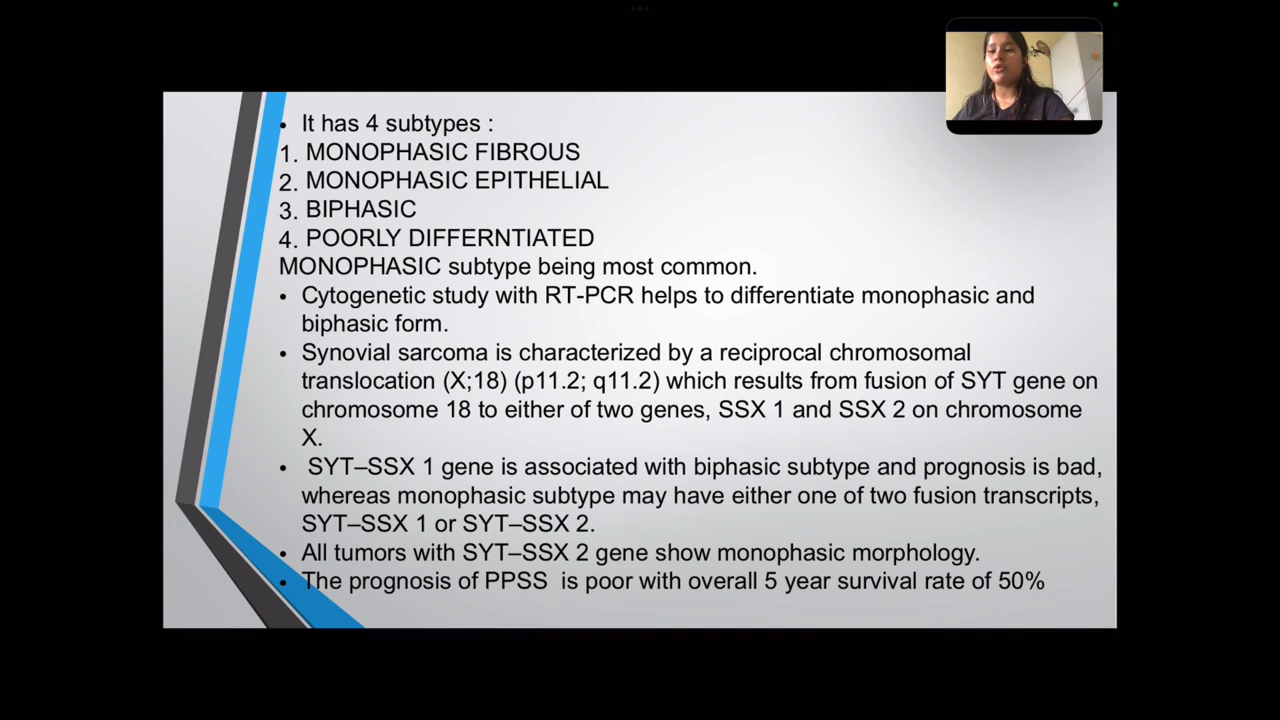 • It has 4 subtypes :
1. MONOPHASIC FIBROUS
2. MONOPHASIC EPITHELIAL
3. BIPHASIC
4. POORLY DIFFERNTIATED
MONOPHASIC subtype being most common.
• Cytogenetic study with RT-PCR helps to differentiate monophasic and
biphasic form.
• Synovial sarcoma is characterized by a reciprocal chromosomal
translocation (X;18) (p11.2; q11.2) which results from fusion of SYT gene on
chromosome 18 to either of two genes, SSX 1 and SSX 2 on chromosome
X.
• SYT–SSX 1 gene is associated with biphasic subtype and prognosis is bad,
whereas monophasic subtype may have either one of two fusion transcripts,
SYT–SSX 1 or SYT–SSX 2.
• All tumors with SYT–SSX 2 gene show monophasic morphology.
• The prognosis of PPSS is poor with overall 5 year survival rate of 50%